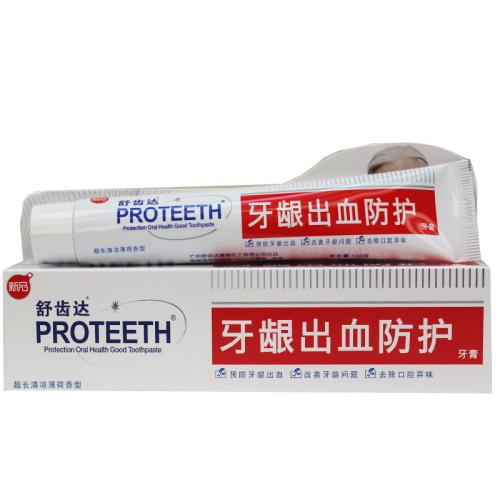 新冠
舒齿达
PROTEETH®
Protection Oral Health Good Toothpaste
超长清凉薄荷香型
牙龈出血防护
牙膏
预防牙龈出血 改善牙龈问题 去除口腔异味
新冠
舒齿达®
PROTEETH®
Protection Oral Health Good Toothpaste
超长清凉薄荷香型
牙龈出血防护
牙膏
预防牙龈出血 改善牙龈问题 去除口腔异味